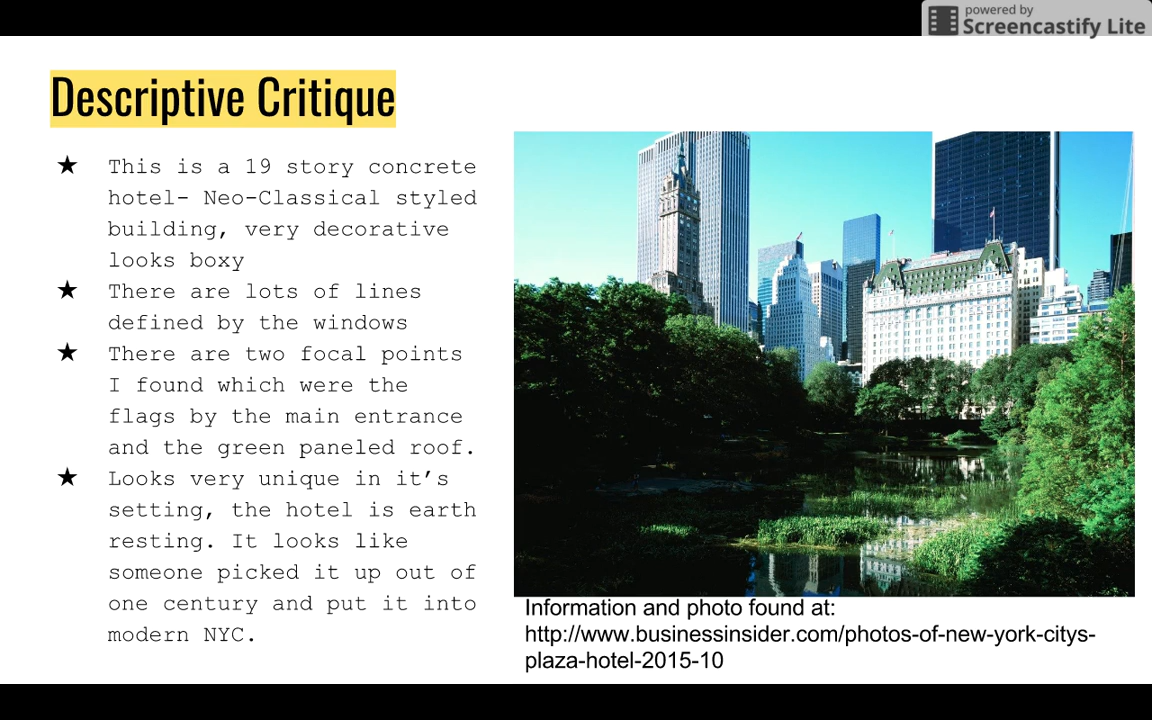 powered by
Screencastify Lite
Descriptive Critique
★ This is a 19 story concrete
hotel- Neo-Classical styled
building, very decorative
looks boxy
★ There are lots of lines
defined by the windows
★ There are two focal points
I found which were the
flags by the main entrance
and the green paneled roof.
★ Looks very unique in it’s
setting, the hotel is earth
resting. It looks like
someone picked it up out of
one century and put it into
modern NYC.
Information and photo found at:
http://www.businessinsider.com/photos-of-new-york-citys-
plaza-hotel-2015-10